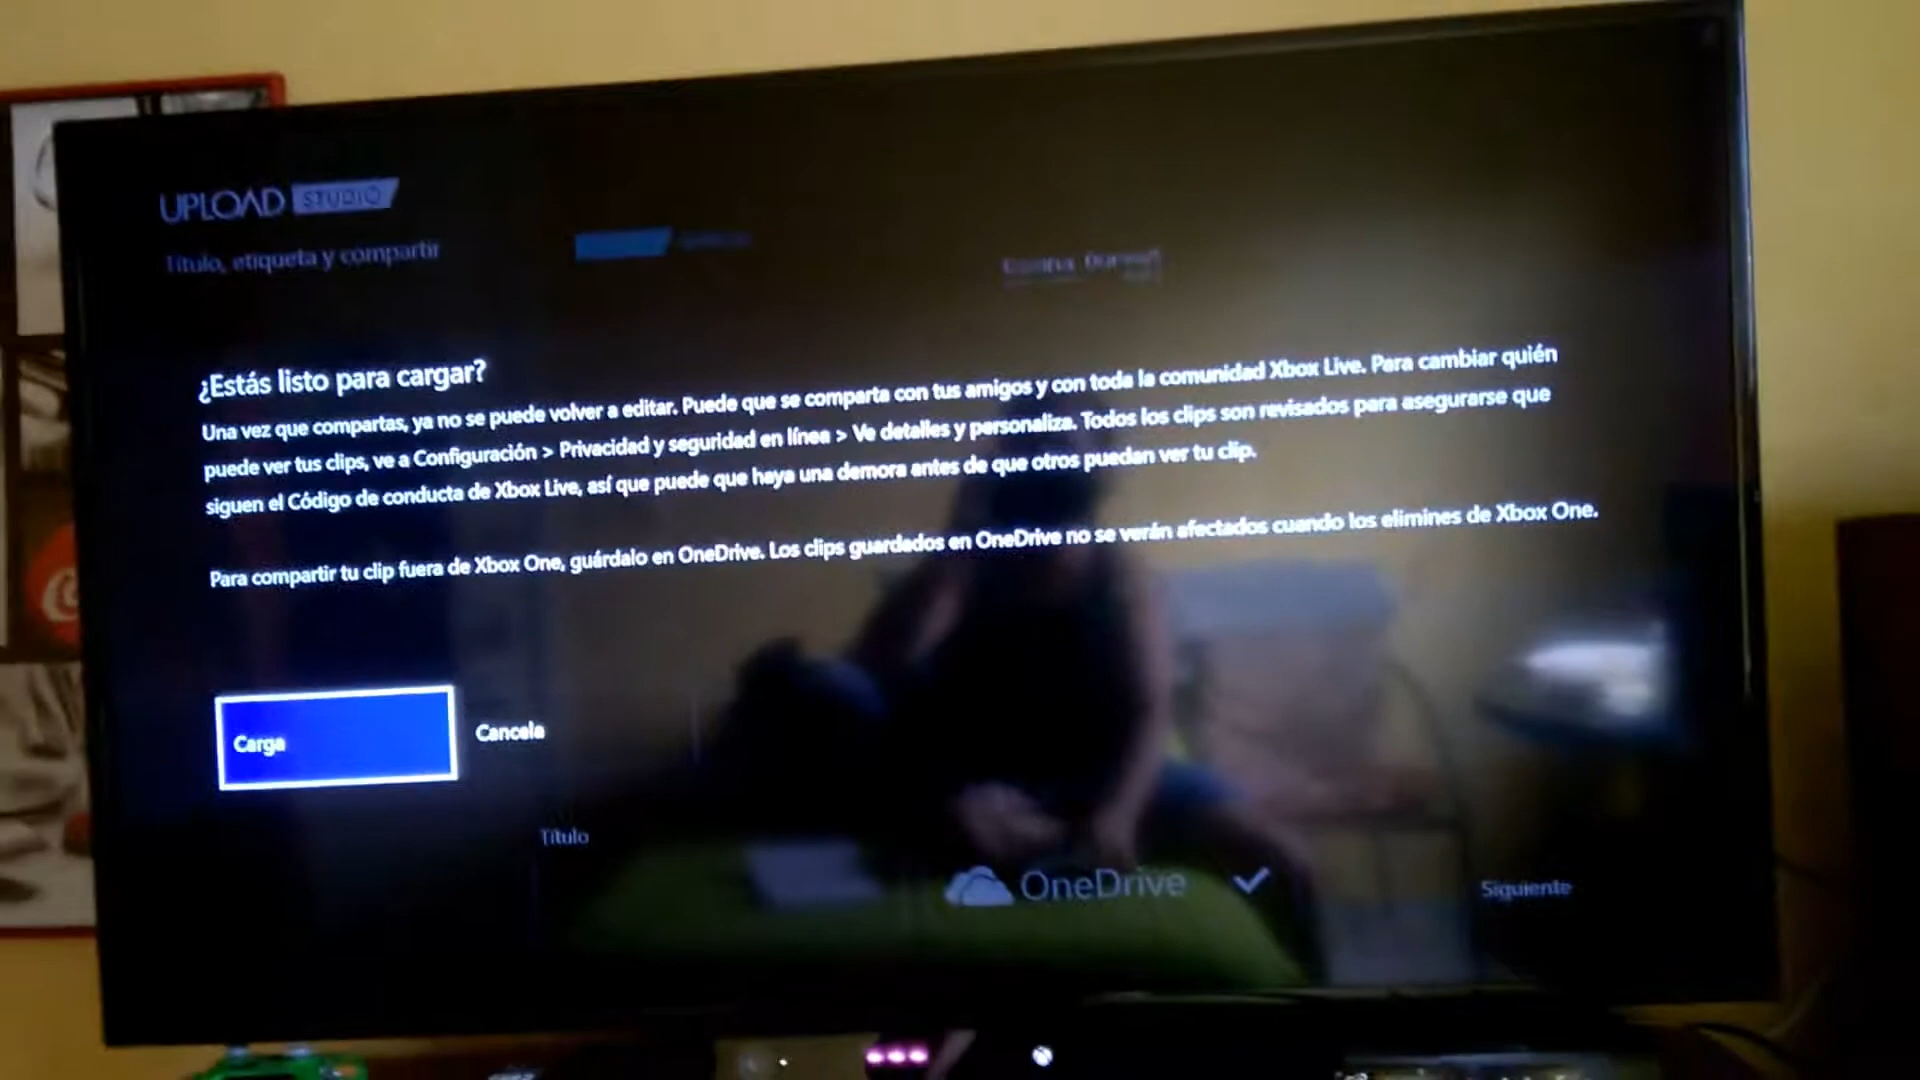 UPLOAD STUDIO
Título, etiqueta y compartir
¿Estás listo para cargar?
Una vez que compartas, ya no se puede volver a editar. Puede que se comparta con tus amigos y con toda la comunidad Xbox Live. Para cambiar quién
puede ver tus clips, ve a Configuración > Privacidad y seguridad en línea > Ve detalles y personaliza. Todos los clips son revisados para asegurarse que
siguen el Código de conducta de Xbox Live, así que puede que haya una demora antes de que otros puedan ver tu clip.
Para compartir tu clip fuera de Xbox One, guárdalo en OneDrive. Los clips guardados en OneDrive no se verán afectados cuando los elimines de Xbox One.
Carga
Cancela
Título
OneDrive
Siguiente